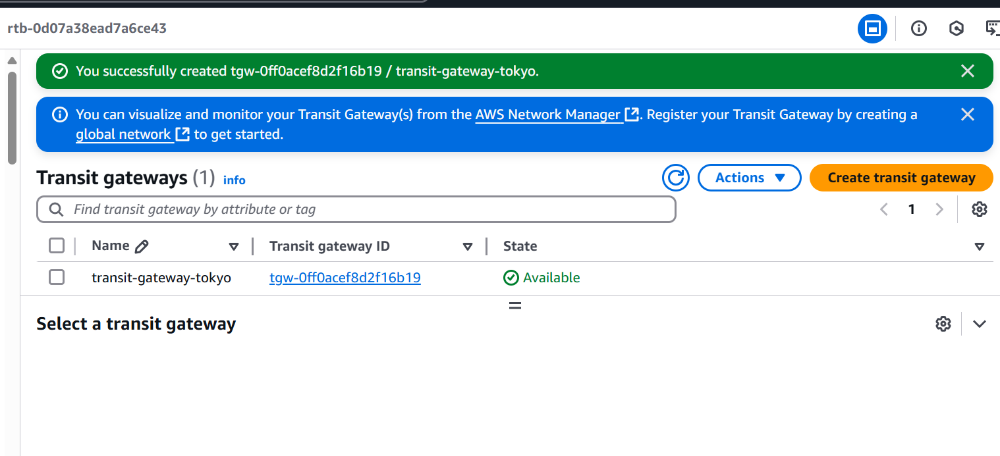 rtb-0d07a38ead7a6ce43
You successfully created tgw-0ff0acef8d2f16b19 / transit-gateway-tokyo.
You can visualize and monitor your Transit Gateway(s) from the AWS Network Manager. Register your Transit Gateway by creating a
global network to get started.
Transit gateways (1) info
Actions
Create transit gateway
Find transit gateway by attribute or tag
1
Name Transit gateway ID State
transit-gateway-tokyo tgw-0ff0acef8d2f16b19 Available
Select a transit gateway